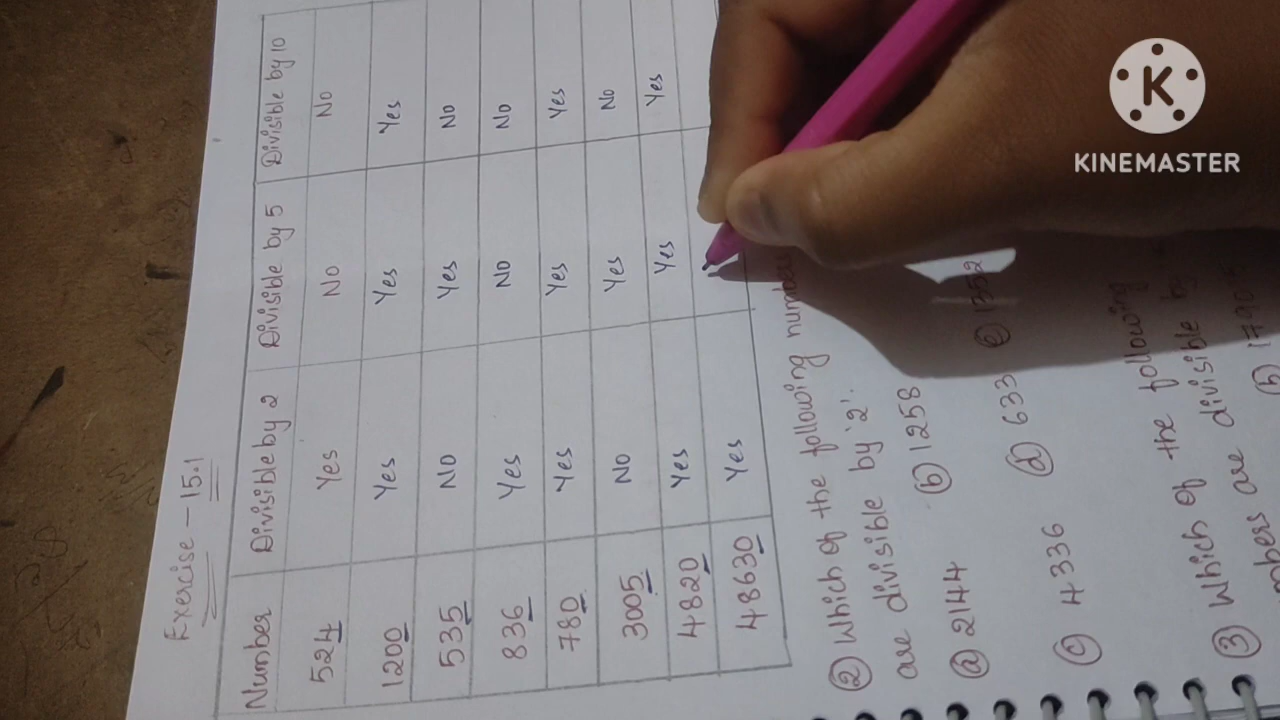 Exercise - 15.1
Number Divisible by 2 Divisible by 5 Divisible by 10
524 Yes No No
1200 Yes Yes Yes
535 No Yes No
836 Yes No No
780 Yes Yes Yes
3005 No Yes No
4820 Yes Yes Yes
48630 Yes
② Which of the following
are divisible by '2'.
ⓐ 2144 ⓑ 1258
ⓒ 4336 ⓓ 633 ⓔ 1352
③ Which of the following
are divisible by
ⓑ
KINEMASTER